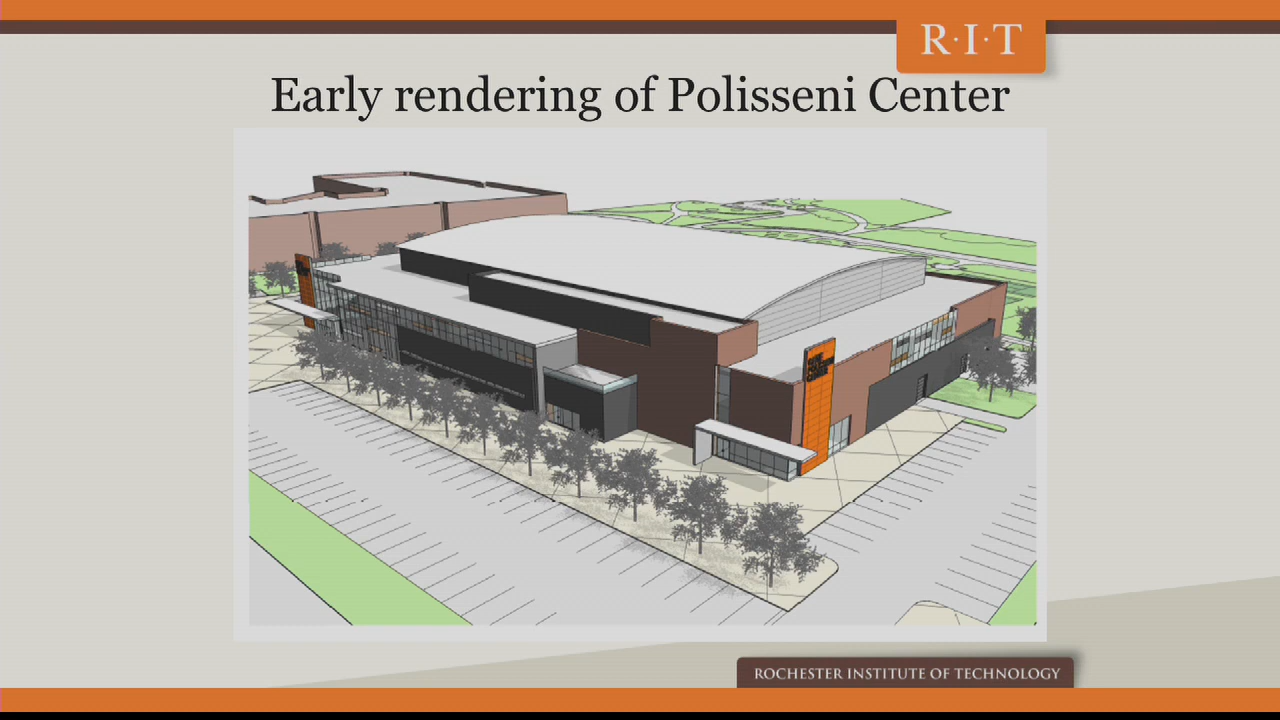 R·I·T
Early rendering of Polisseni Center
ROCHESTER INSTITUTE OF TECHNOLOGY